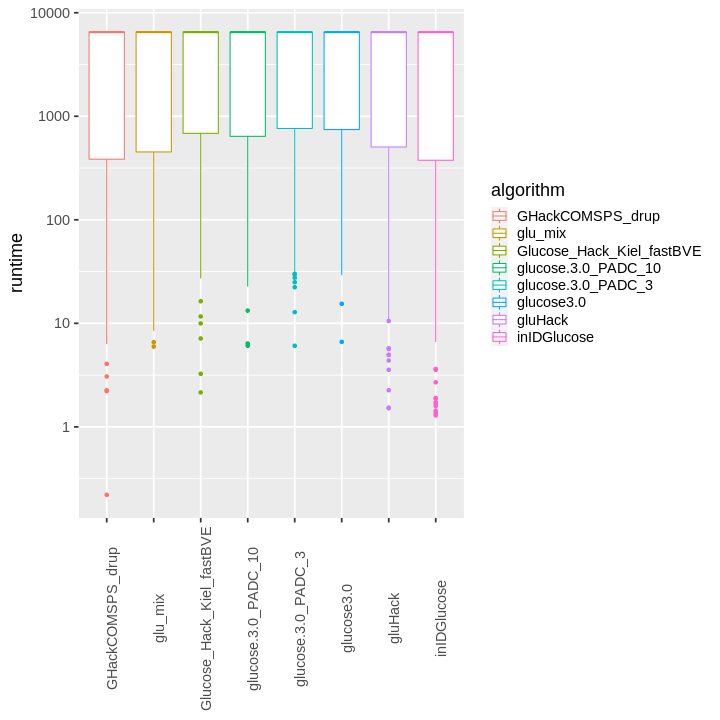 10000
1000
100
10
1
runtime
GHackCOMSPS_drup
glu_mix
Glucose_Hack_Kiel_fastBVE
glucose.3.0_PADC_10
glucose.3.0_PADC_3
glucose3.0
gluHack
inIDGlucose
algorithm
GHackCOMSPS_drup
glu_mix
Glucose_Hack_Kiel_fastBVE
glucose.3.0_PADC_10
glucose.3.0_PADC_3
glucose3.0
gluHack
inIDGlucose